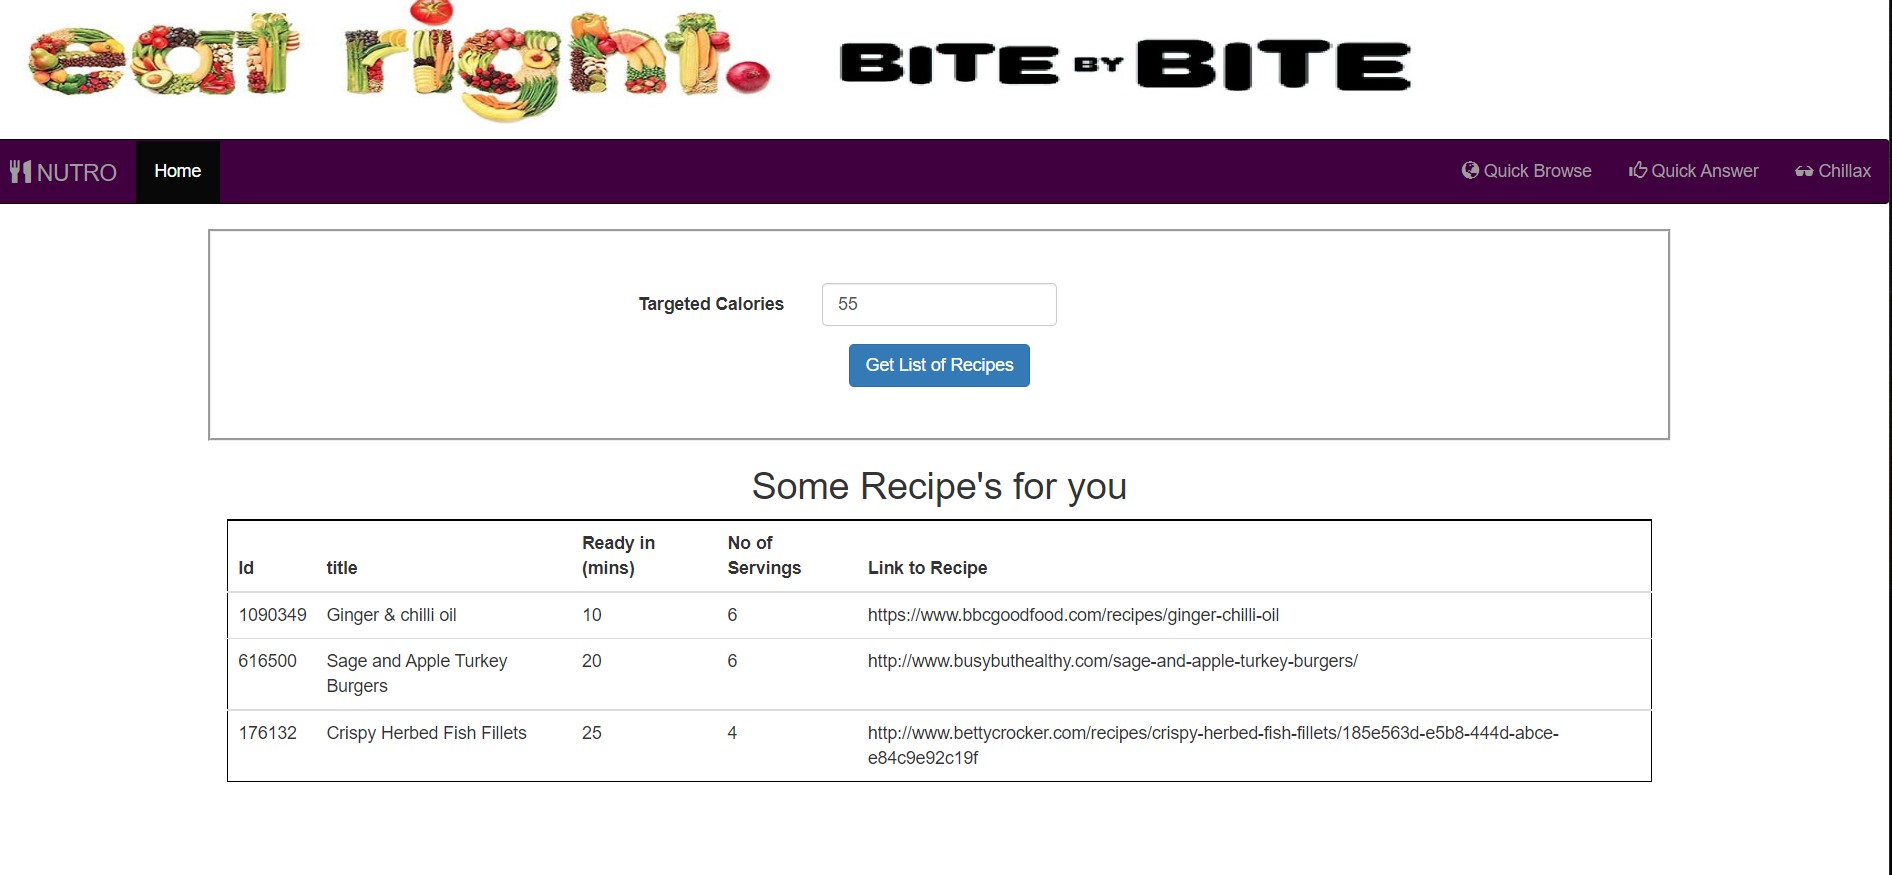 eat right. BITE BY BITE
NUTRO Home Quick Browse Quick Answer Chillax
Targeted Calories 55
Get List of Recipes
Some Recipe's for you
Id title Ready in (mins) No of Servings Link to Recipe
1090349 Ginger & chilli oil 10 6 https://www.bbcgoodfood.com/recipes/ginger-chilli-oil
616500 Sage and Apple Turkey Burgers 20 6 http://www.busybuthealthy.com/sage-and-apple-turkey-burgers/
176132 Crispy Herbed Fish Fillets 25 4 http://www.bettycrocker.com/recipes/crispy-herbed-fish-fillets/185e563d-e5b8-444d-abce-
e84c9e92c19f